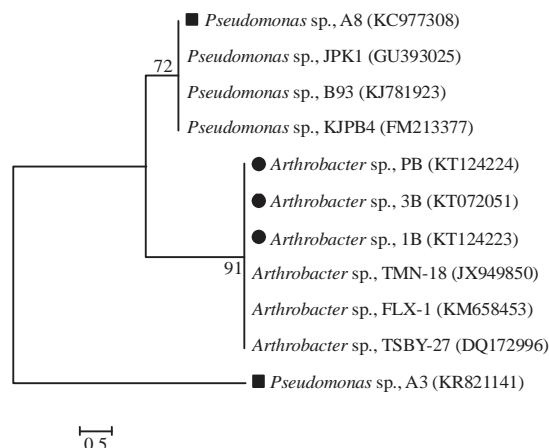 Pseudomonas sp., A8 (KC977308)
72
Pseudomonas sp., JPK1 (GU393025)
Pseudomonas sp., B93 (KJ781923)
Pseudomonas sp., KJPB4 (FM213377)
Arthrobacter sp., PB (KT124224)
Arthrobacter sp., 3B (KT072051)
Arthrobacter sp., 1B (KT124223)
91
Arthrobacter sp., TMN-18 (JX949850)
Arthrobacter sp., FLX-1 (KM658453)
Arthrobacter sp., TSBY-27 (DQ172996)
Pseudomonas sp., A3 (KR821141)
0.5